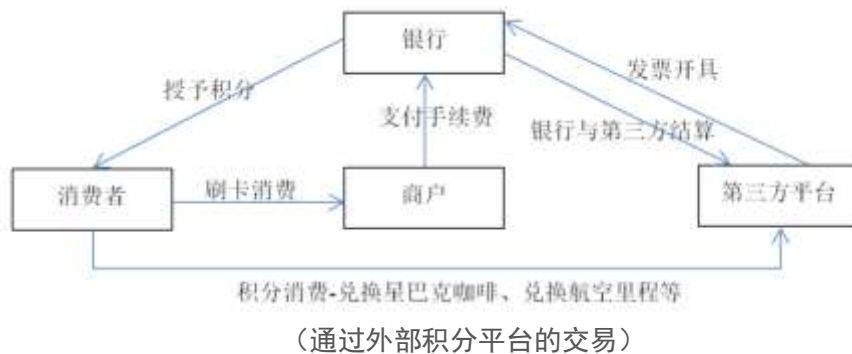 银行
授予积分
发票开具
支付手续费
银行与第三方结算
消费者
刷卡消费
商户
第三方平台
积分消费-兑换星巴克咖啡、兑换航空里程等
（通过外部积分平台的交易）